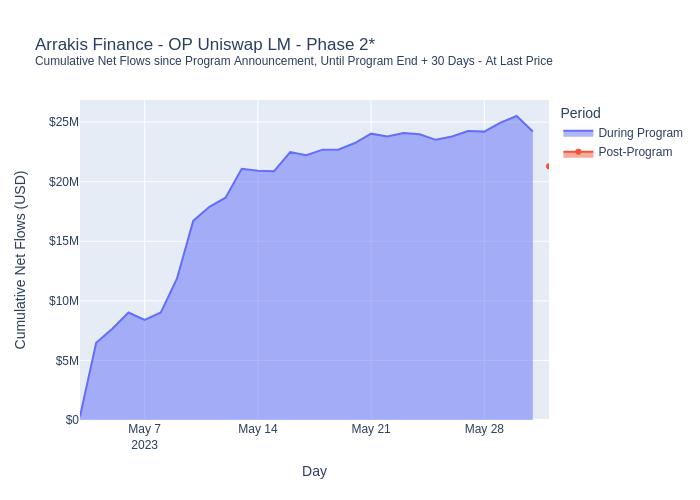 Arrakis Finance - OP Uniswap LM - Phase 2*
Cumulative Net Flows since Program Announcement, Until Program End + 30 Days - At Last Price
Period
During Program
Post-Program
Cumulative Net Flows (USD)
$25M
$20M
$15M
$10M
$5M
$0
May 7
2023
May 14
May 21
May 28
Day